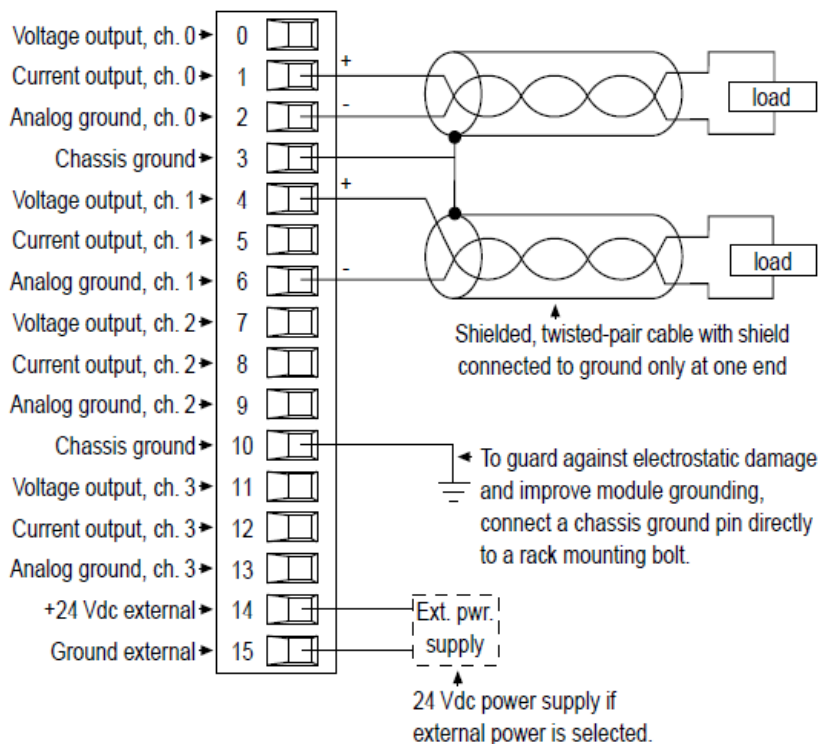 Voltage output, ch. 0 0
Current output, ch. 0 1 +
load
Analog ground, ch. 0 2 -
Chassis ground 3
Voltage output, ch. 1 4 +
Current output, ch. 1 5
load
Analog ground, ch. 1 6 -
Voltage output, ch. 2 7
Current output, ch. 2 8
Analog ground, ch. 2 9
Chassis ground 10
Voltage output, ch. 3 11
Current output, ch. 3 12
Analog ground, ch. 3 13
+24 Vdc external 14
Ground external 15
Shielded, twisted-pair cable with shield
connected to ground only at one end
To guard against electrostatic damage
and improve module grounding,
connect a chassis ground pin directly
to a rack mounting bolt.
Ext. pwr.
supply
24 Vdc power supply if
external power is selected.